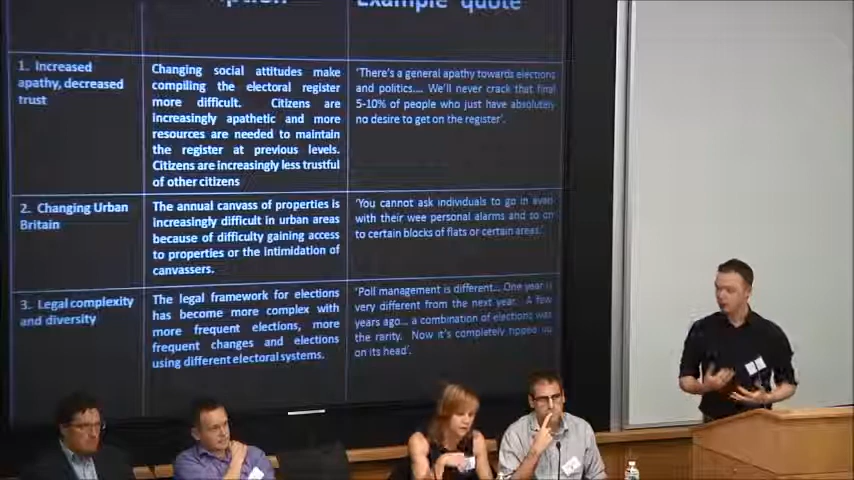 Example quote
1. Increased
apathy, decreased
trust
Changing social attitudes make
compiling the electoral register
more difficult. Citizens are
increasingly apathetic and more
resources are needed to maintain
the register at previous levels.
Citizens are increasingly less trustful
of other citizens
'There's a general apathy towards elections
and politics.... We'll never crack that final
5-10% of people who just have absolutely
no desire to get on the register'.
2. Changing Urban
Britain
The annual canvass of properties is
increasingly difficult in urban areas
because of difficulty gaining access
to properties or the intimidation of
canvassers.
'You cannot ask individuals to go in even
with their wee personal alarms and so on
to certain blocks of flats or certain areas.'
3. Legal complexity
and diversity
The legal framework for elections
has become more complex with
more frequent elections, more
frequent changes and elections
using different electoral systems.
'Poll management is different... One year is
very different from the next year. A few
years ago... a combination of elections was
the rarity. Now it's completely ripped up
on its head'.